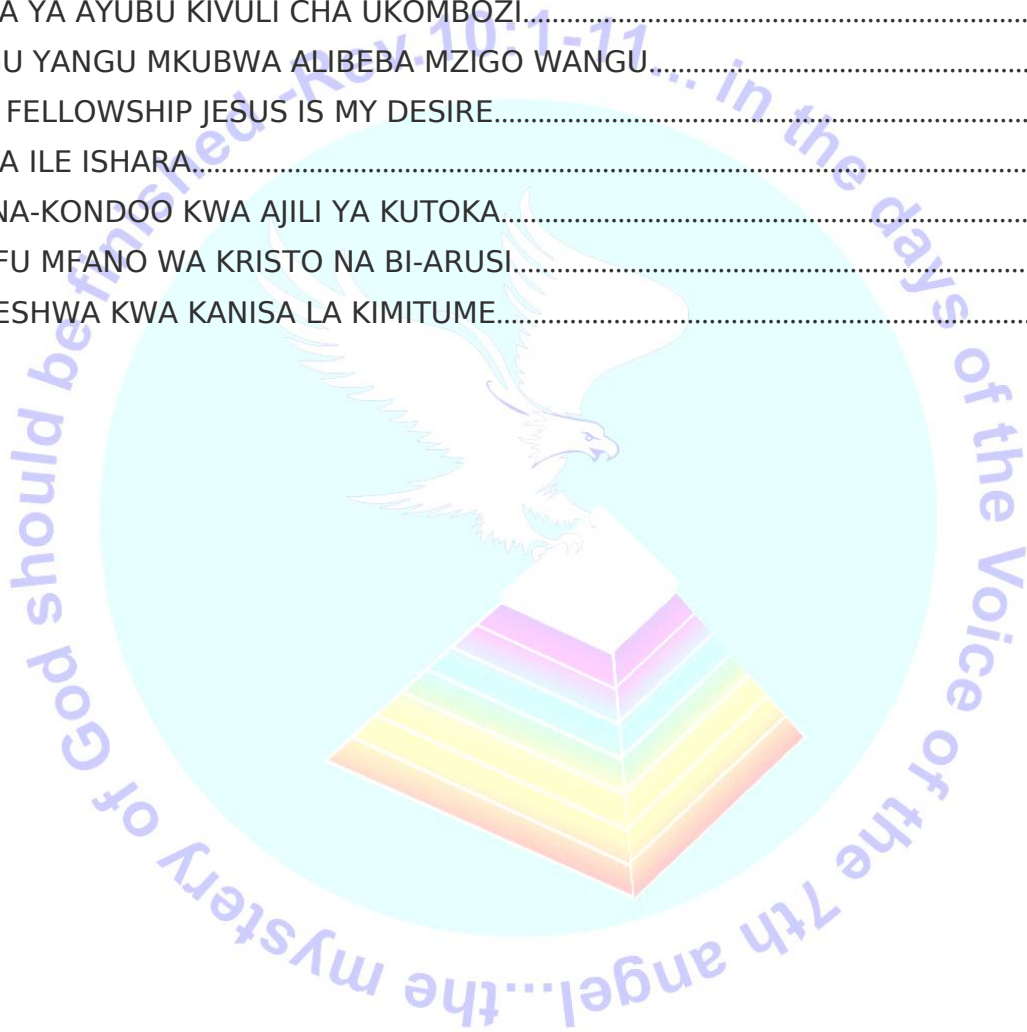 A YA AYUBU KIVULI CHA UKOMBOZI
U YANGU MKUBWA ALIBEBA MZIGO WANGU
FELLOWSHIP JESUS IS MY DESIRE
A ILE ISHARA
NA-KONDOO KWA AJILI YA KUTOKA
FU MFANO WA KRISTO NA BI-ARUSI
ESHWA KWA KANISA LA KIMITUME
in the days of the Voice of the 7th angel...the mystery of God should be finished -Rev.10:1-11....